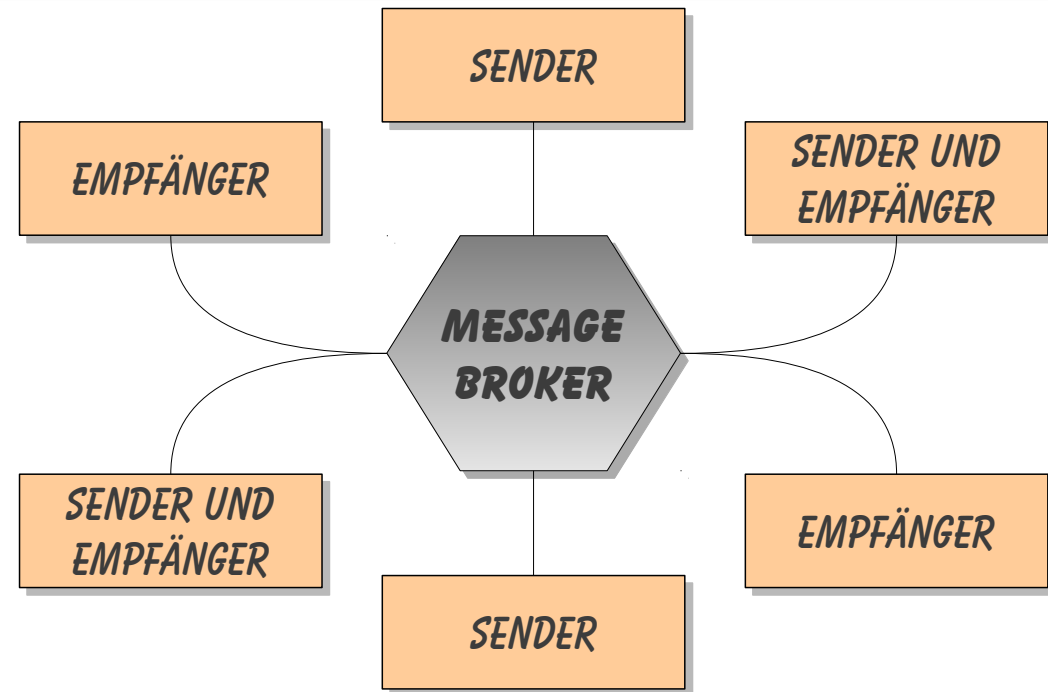 SENDER
EMPFÄNGER
SENDER UND
EMPFÄNGER
MESSAGE
BROKER
SENDER UND
EMPFÄNGER
EMPFÄNGER
SENDER